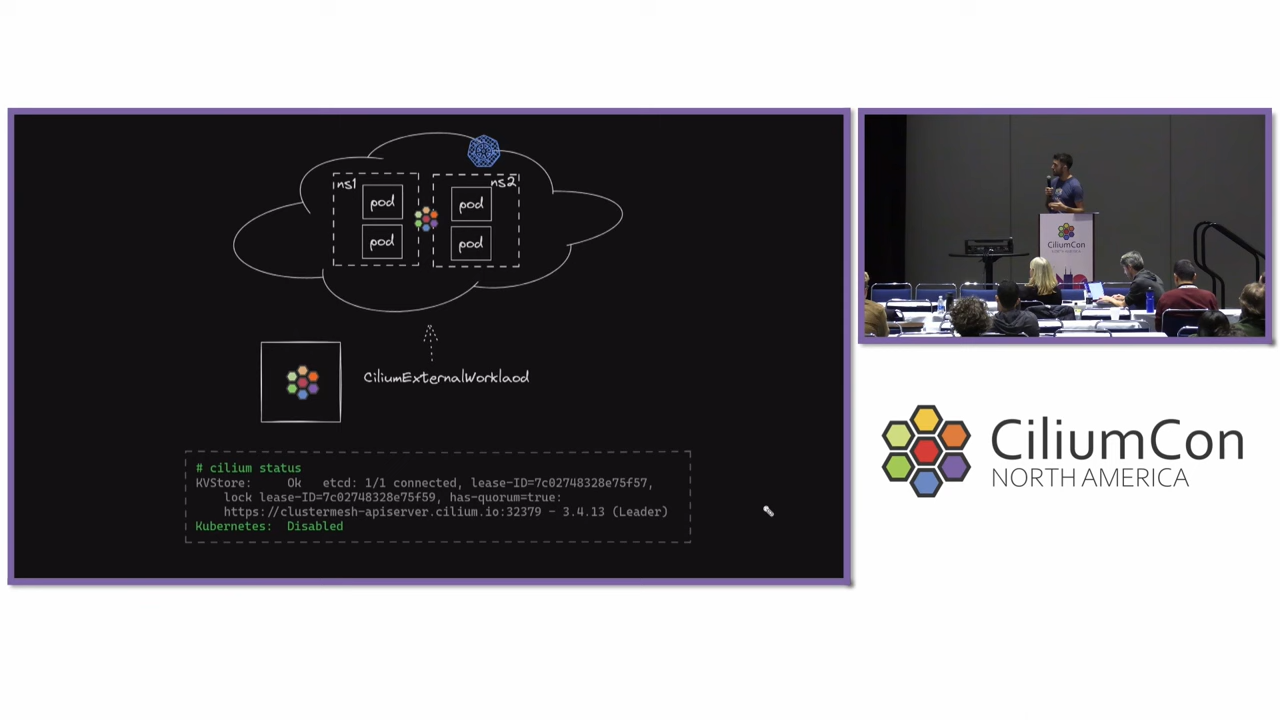 ns1
ns2
pod
pod
pod
pod
CiliumExternalWorklaod
# cilium status
KVStore: Ok etcd: 1/1 connected, lease-ID=7c02748328e75f57,
lock lease-ID=7c02748328e75f59, has-quorum=true:
https://clustermesh-apiserver.cilium.io:32379 - 3.4.13 (Leader)
Kubernetes: Disabled
CiliumCon
CiliumCon
NORTH AMERICA